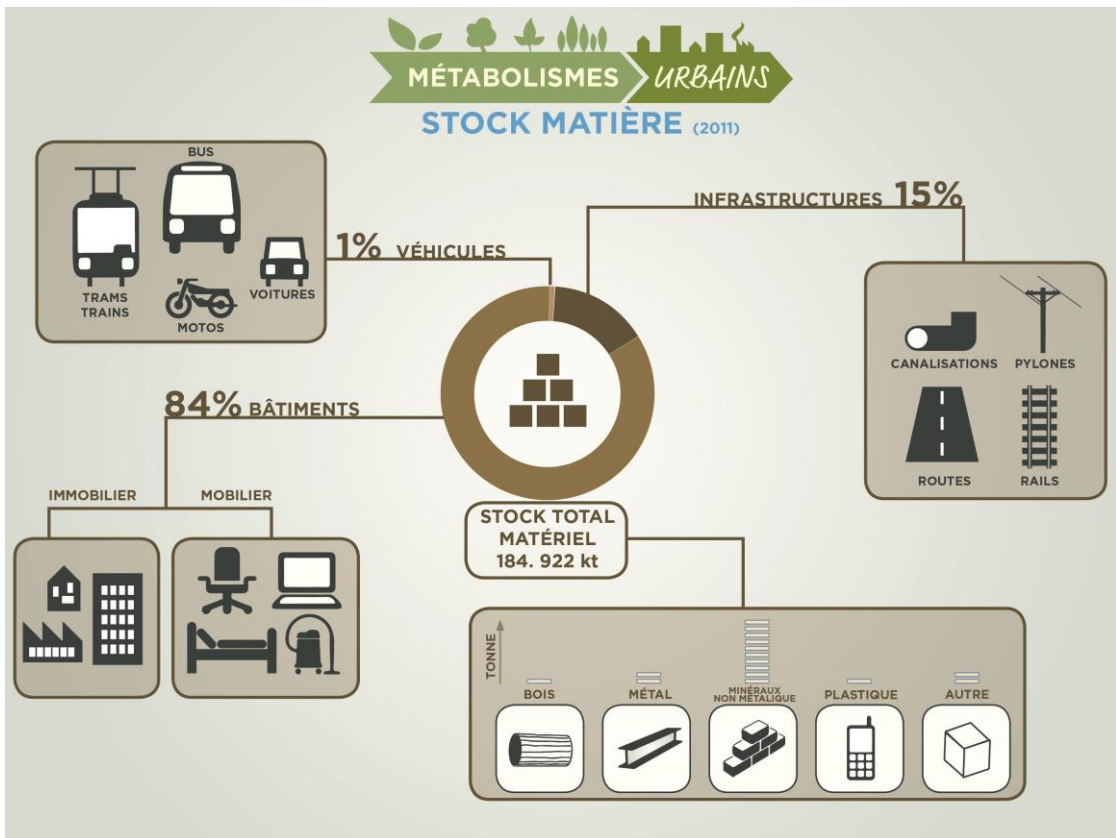 MÉTABOLISMES URBAINS
STOCK MATIÈRE (2011)
BUS
TRAMS
TRAINS
MOTOS
VOITURES
1% VÉHICULES
INFRASTRUCTURES 15%
CANALISATIONS
PYLONES
ROUTES
RAILS
84% BÂTIMENTS
IMMOBILIER
MOBILIER
STOCK TOTAL
MATÉRIEL
184. 922 kt
TONNE
BOIS
MÉTAL
MINÉRAUX
NON MÉTALIQUE
PLASTIQUE
AUTRE